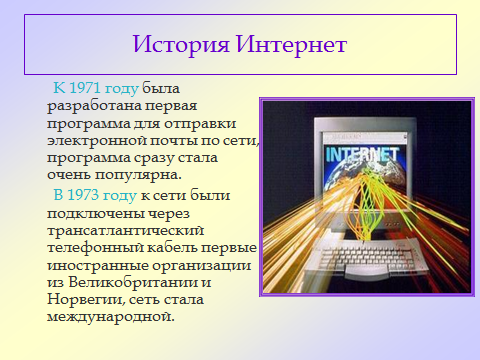 История Интернет
К 1971 году была
разработана первая
программа для отправки
электронной почты по сети,
программа сразу стала
очень популярна.
В 1973 году к сети были
подключены через
трансатлантический
телефонный кабель первые
иностранные организации
из Великобритании и
Норвегии, сеть стала
международной.
INTERNET